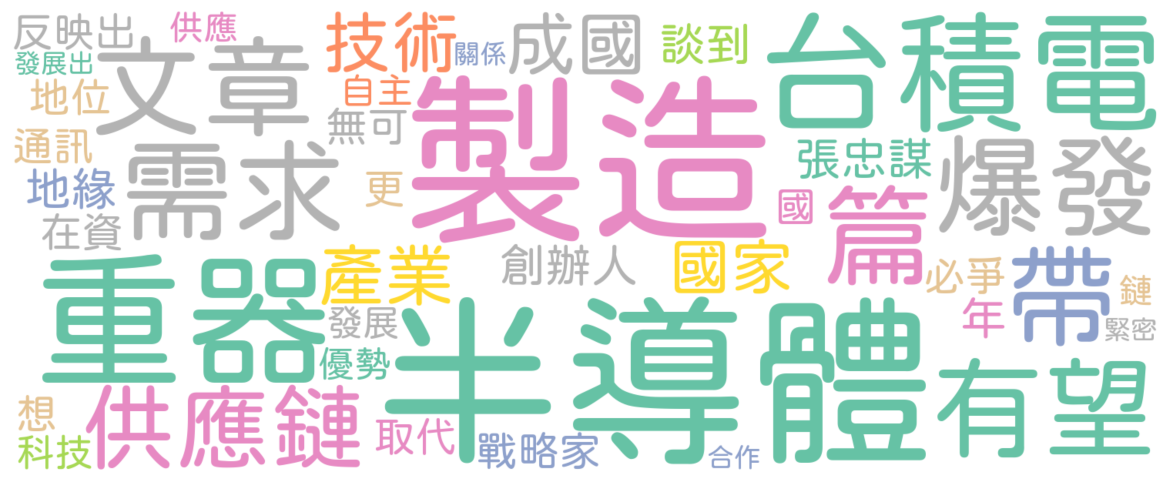 反映出
供應
技術
關係
成國
談到
台積電
發展出
文章
地位
自主
製造
無可
通訊
需求
張忠謀
爆發
地緣
更
國
篇
在資
重器
產業
創辦人
國家
必爭
帶
鏈
年
緊密
發展
半導體
優勢
有望
供應鏈
想
科技
取代
戰略家
合作